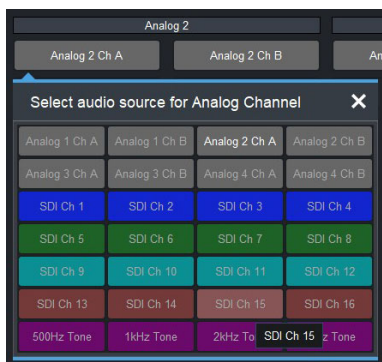 Analog 2
Analog 2 Ch A Analog 2 Ch B
Select audio source for Analog Channel
Analog 1 Ch A Analog 1 Ch B Analog 2 Ch A Analog 2 Ch B
Analog 3 Ch A Analog 3 Ch B Analog 4 Ch A Analog 4 Ch B
SDI Ch 1 SDI Ch 2 SDI Ch 3 SDI Ch 4
SDI Ch 5 SDI Ch 6 SDI Ch 7 SDI Ch 8
SDI Ch 9 SDI Ch 10 SDI Ch 11 SDI Ch 12
SDI Ch 13 SDI Ch 14 SDI Ch 15 SDI Ch 16
500Hz Tone 1kHz Tone 2kHz To SDI Ch 15 z Tone